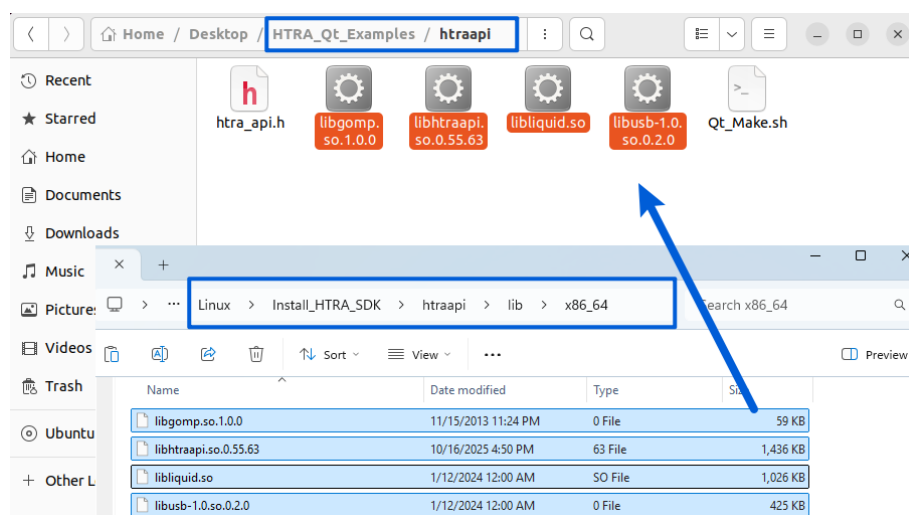 Home / Desktop / HTRA_Qt_Examples / htraapi
Recent
Starred
Home
Documents
Downloads
Music
Pictures
Videos
Trash
Ubuntu
Other L
htra_api.h
libgomp.
so.1.0.0
libhtraapi.
so.0.55.63
libliquid.so
libusb-1.0.
so.0.2.0
Qt_Make.sh
Linux > Install_HTRA_SDK > htraapi > lib > x86_64
Search x86_64
Sort
View
Preview
Name Date modified Type Si
libgomp.so.1.0.0 11/15/2013 11:24 PM 0 File 59 KB
libhtraapi.so.0.55.63 10/16/2025 4:50 PM 63 File 1,436 KB
libliquid.so 1/12/2024 12:00 AM SO File 1,026 KB
libusb-1.0.so.0.2.0 1/12/2024 12:00 AM 0 File 425 KB